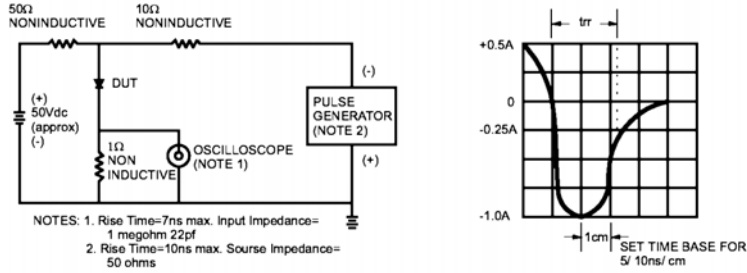 50Ω
NONINDUCTIVE
10Ω
NONINDUCTIVE
DUT
(+)
50Vdc
(approx)
(-)
1Ω
NON
INDUCTIVE
OSCILLOSCOPE
(NOTE 1)
(-)
PULSE
GENERATOR
(NOTE 2)
(+)
NOTES: 1. Rise Time=7ns max. Input Impedance=
1 megohm 22pf
2. Rise Time=10ns max. Sourse Impedance=
50 ohms
trr
+0.5A
0
-0.25A
-1.0A
1cm
SET TIME BASE FOR
5/ 10ns/ cm